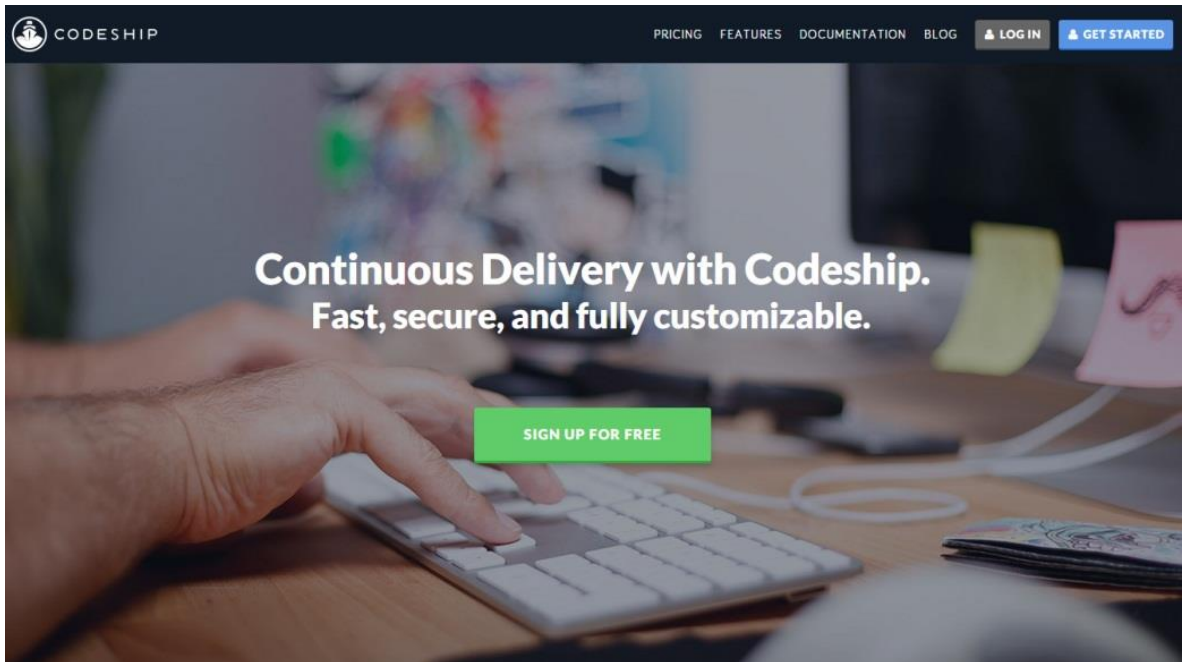 CODESHIP
PRICING FEATURES DOCUMENTATION BLOG LOG IN GET STARTED
Continuous Delivery with Codeship.
Fast, secure, and fully customizable.
SIGN UP FOR FREE